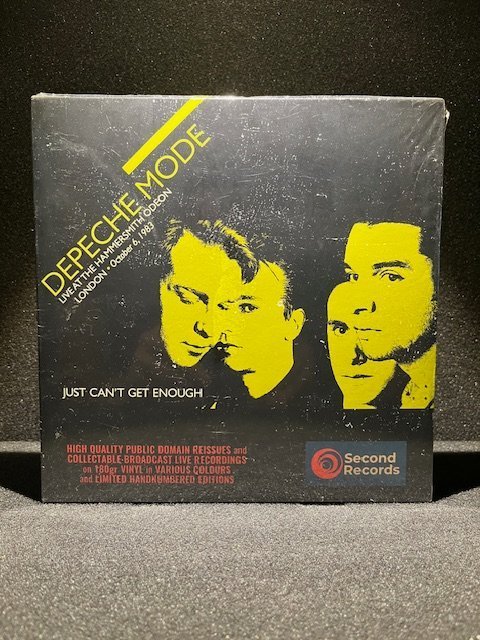 DEPECHE MODE
LIVE AT THE HAMMERSMITH ODEON
LONDON - October 6, 1983
JUST CAN'T GET ENOUGH
HIGH QUALITY PUBLIC DOMAIN REISSUES and
COLLECTABLE-BROADCAST LIVE RECORDINGS
on 180gr VINYL in VARIOUS COLOURS
and LIMITED HANDNUMBERED EDITIONS
Second
Records